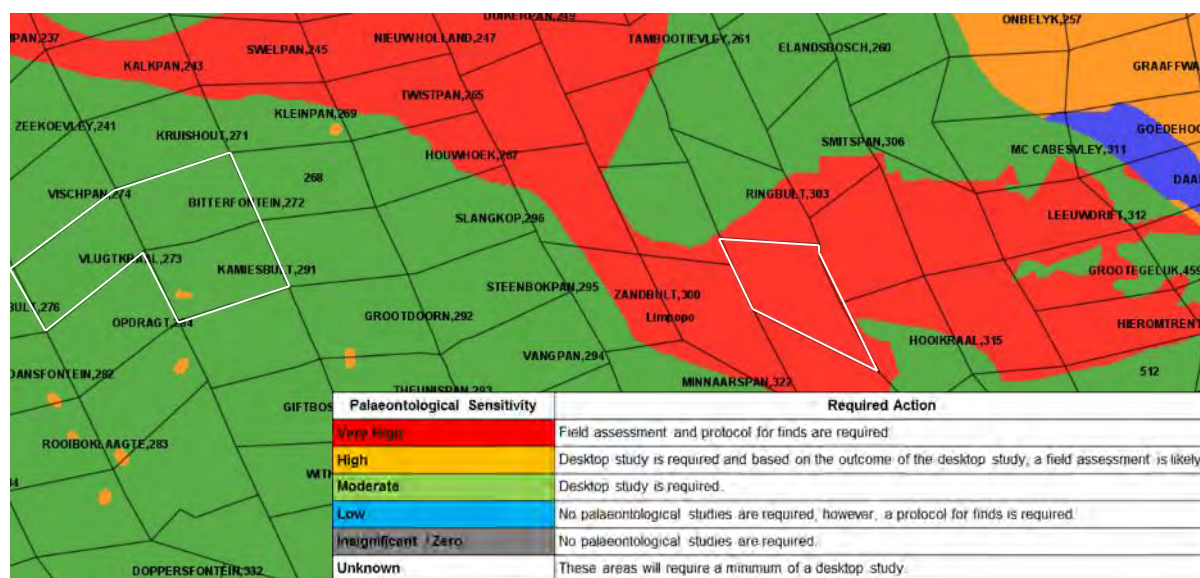 ONBELYK,257
DUIKERPAN,249
PAN,237
NIEUWHOLLAND,247
TAMBOOTIEVLEY,261
SWELPAN,245
ELANDSBOSCH,260
KALKPAN,243
GRAAFFWA
TWISTPAN,265
KLEINPAN,269
ZEEKOEVLEY,241
KRUISHOUT,271
GOEDEHOO
SMITSPAN,306
MC CABESVLEY,311
HOUWHOEK,267
268
DAA
VISCHPAN,274
RINGBULT,303
BITTERFONTEIN,272
LEEUWDRIFT,312
SLANGKOP,296
VLUGTKRAAL,273
KAMIESBULT,291
GROOTEGELUK,459
STEENBOKPAN,295
ZANDBULT,300
BULT,276
Limpopo
GROOTDOORN,292
OPDRAGT,284
HIEROMTRENT
HOOIKRAAL,315
VANGPAN,294
DANSFONTEIN,282
512
MINNAARSPAN,322
THEUNISPAN,293
GIFTBOS
Palaeontological Sensitivity Required Action
Very High Field assessment and protocol for finds are required
High Desktop study is required and based on the outcome of the desktop study, a field assessment is likely
Moderate Desktop study is required.
Low No palaeontological studies are required, however, a protocol for finds is required.
Insignificant / Zero No palaeontological studies are required.
Unknown These areas will require a minimum of a desktop study.
ROOIBOKLAAGTE,283
WITK
DOPPERSFONTEIN,332